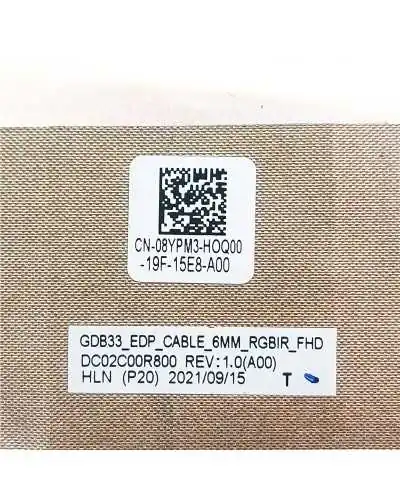 CN-08YPM3-HOQ00
-19F-15E8-A00
GDB33_EDP_CABLE_6MM_RGBIR_FHD
DC02C00R800 REV:1.0(A00)
HLN (P20) 2021/09/15 T